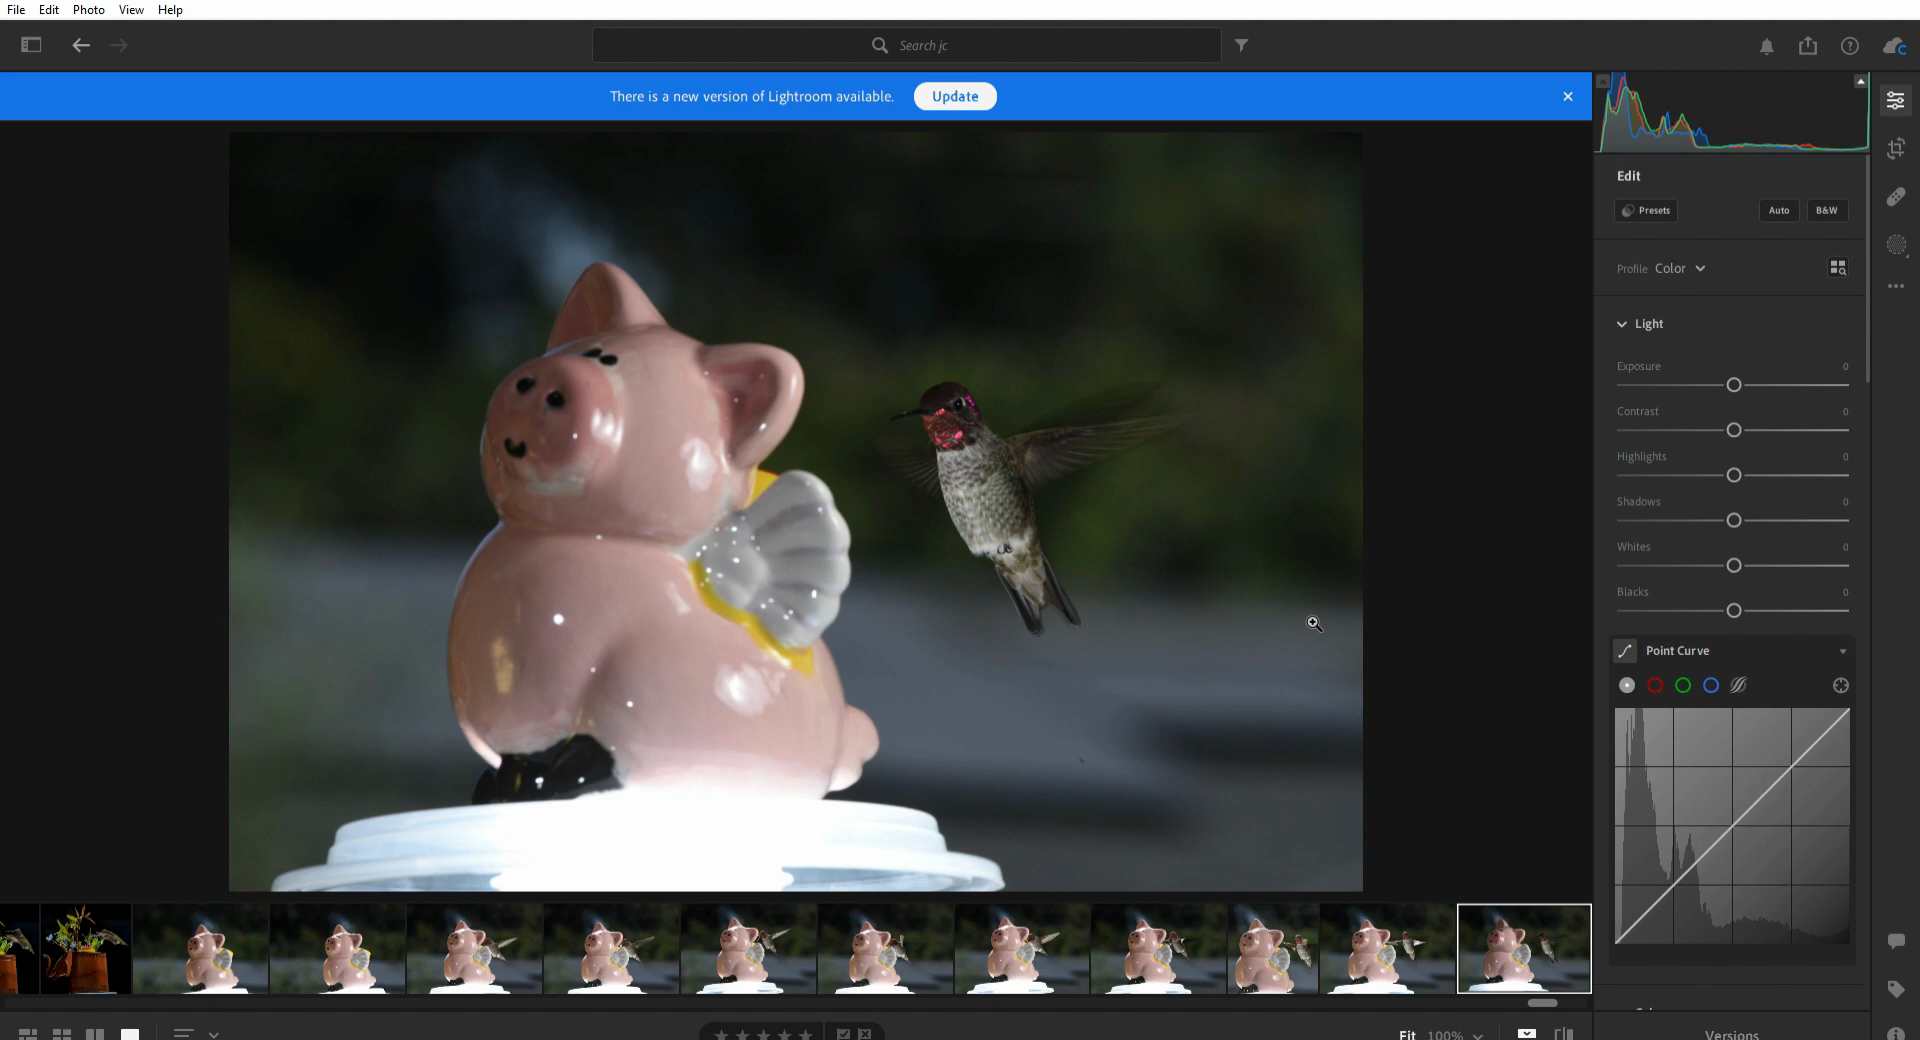 File Edit Photo View Help
Search jc
There is a new version of Lightroom available. Update
Edit
Presets Auto B&W
Profile Color
Light
Exposure 0
Contrast 0
Highlights 0
Shadows 0
Whites 0
Blacks 0
Point Curve
Fit 100%
Versions